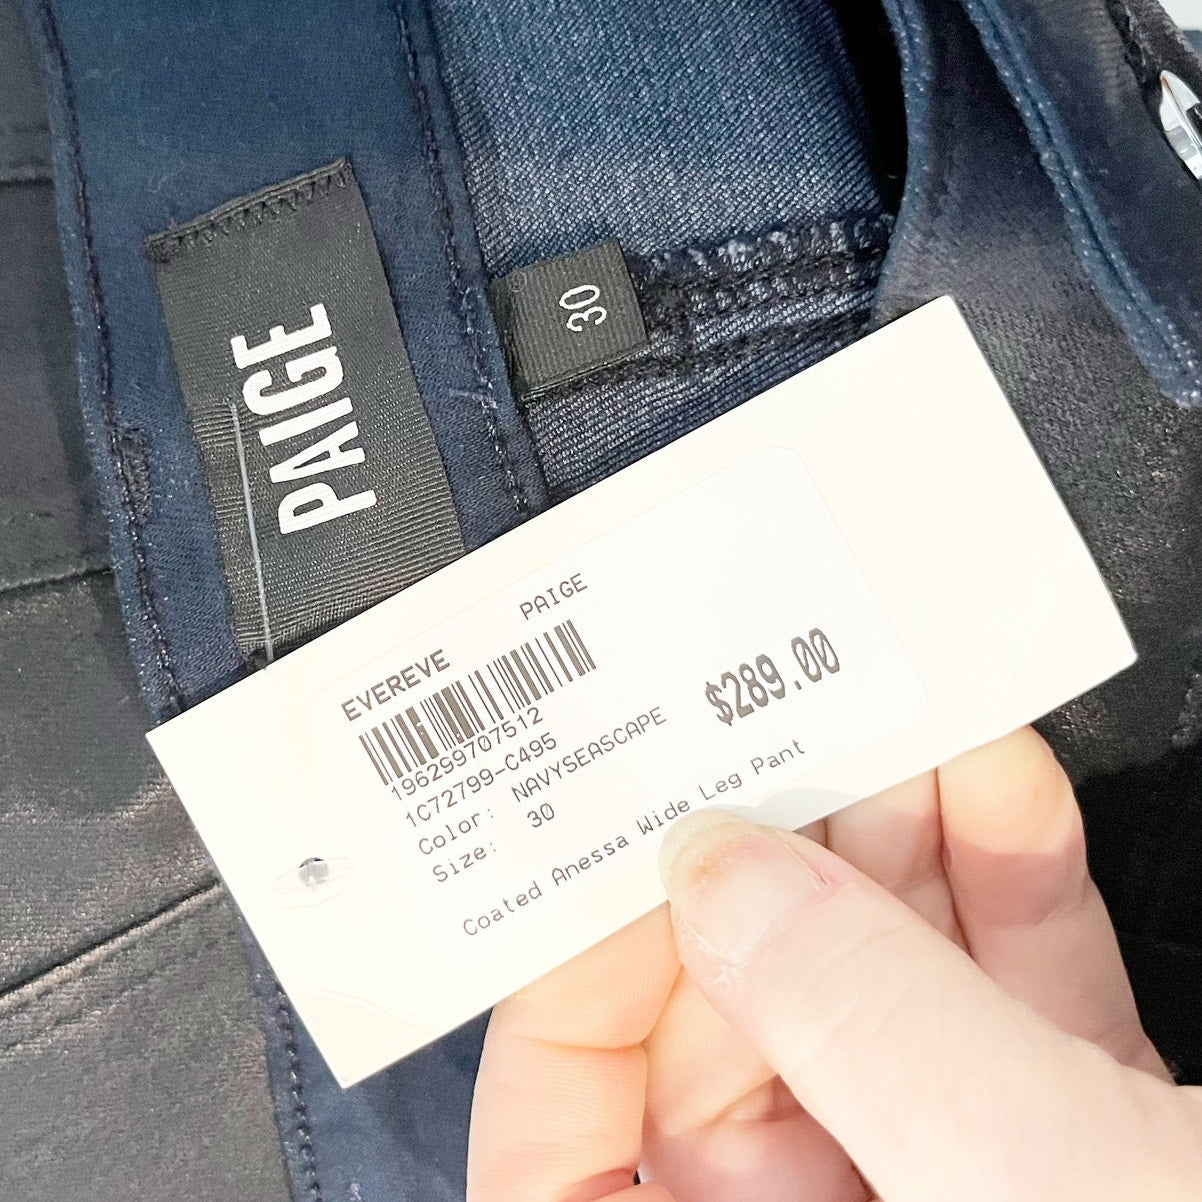 PAIGE
30
EVEREVE PAIGE
196299707512
1C72799-C495
Color: NAVYSEASCAPE
Size: 30
$289.00
Coated Anessa Wide Leg Pant